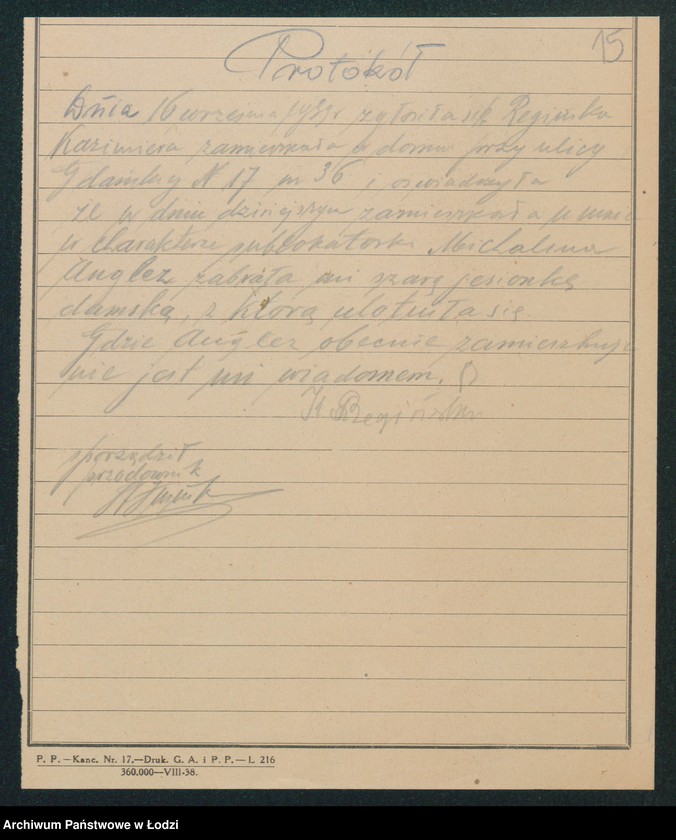 15
Protokół
Dnia 16 września 1939 r zgłosiła się Regińska
Kazimiera zamieszkała w domu przy ulicy
Gdańskiej N 17 m 36 i oświadczyła
że w dniu dzisiejszym zamieszkała u mnie
w charakterze sublokatorki Michalina
Anglez zabrała mi szarą jesionkę
damską, z którą ulotniła się.
Gdzie Anglez obecnie zamieszkuje
nie jest mi wiadomem.
K
sporządził
przodownik
P. P. — Kanc. Nr. 17.—Druk. G. A. i P. P.— L 216
360.000—VIII-38.
Archiwum Państwowe w Łodzi